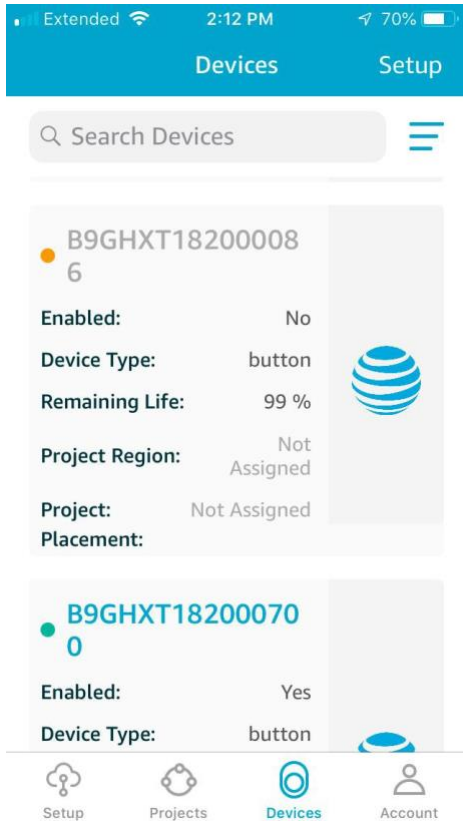 Extended 2:12 PM 70%
Devices Setup
Search Devices
B9GHXT18200008
6
Enabled: No
Device Type: button
Remaining Life: 99 %
Project Region: Not
Assigned
Project: Not Assigned
Placement:
B9GHXT18200070
0
Enabled: Yes
Device Type: button
Setup Projects Devices Account